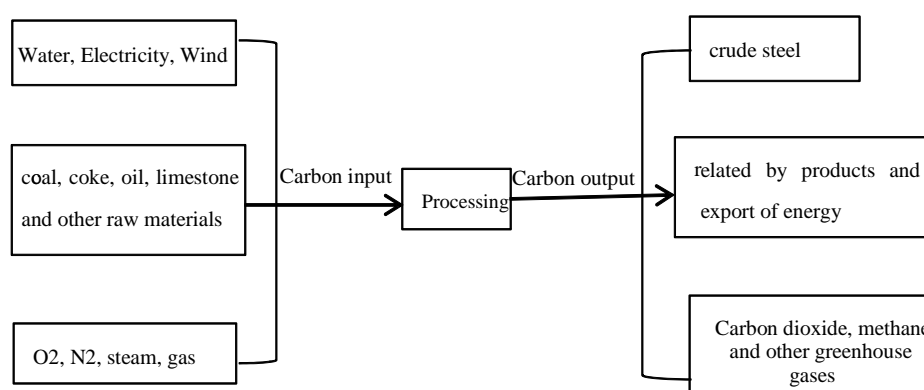 Water, Electricity, Wind
coal, coke, oil, limestone
and other raw materials
O2, N2, steam, gas
Carbon input
Processing
Carbon output
crude steel
related by products and
export of energy
Carbon dioxide, methane
and other greenhouse
gases